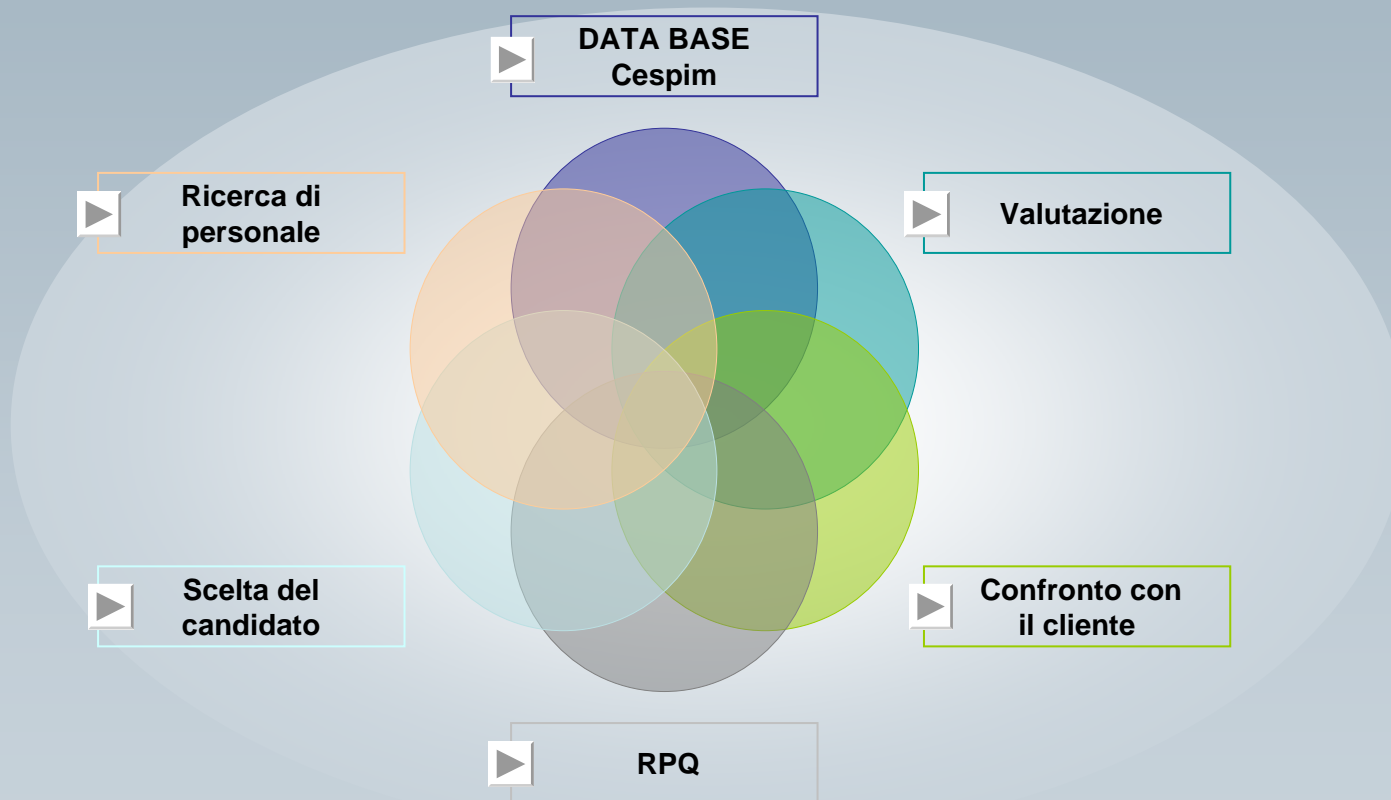 DATA BASE
Cespim
Ricerca di
personale
Valutazione
Scelta del
candidato
Confronto con
il cliente
RPQ